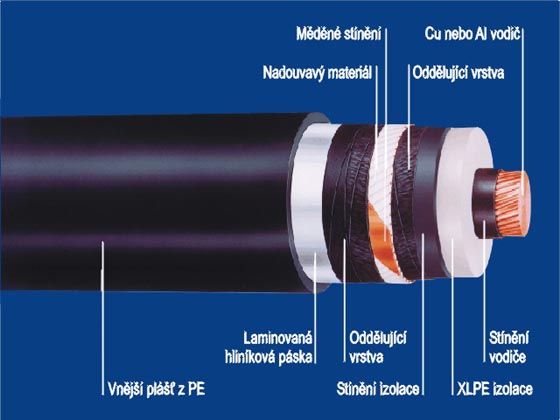 Měděné stínění
Cu nebo Al vodič
Nadouvavý materiál
Oddělující vrstva
Laminovaná
hliníková páska
Oddělující
vrstva
Stínění
vodiče
Vnější plášť z PE
Stínění izolace
XLPE izolace